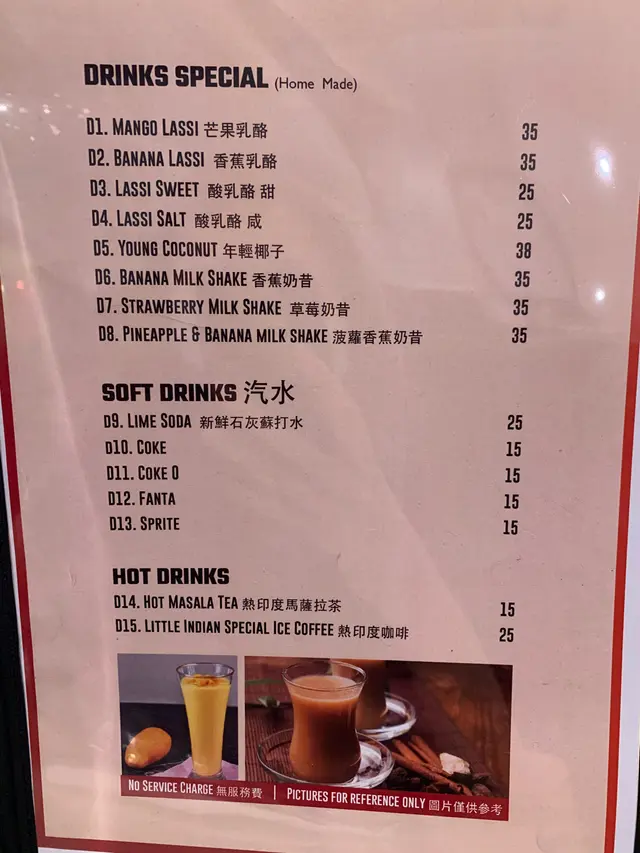 DRINKS SPECIAL (Home Made)
D1. MANGO LASSI 芒果乳酪 35
D2. BANANA LASSI 香蕉乳酪 35
D3. LASSI SWEET 酸乳酪 甜 25
D4. LASSI SALT 酸乳酪 咸 25
D5. YOUNG COCONUT 年輕椰子 38
D6. BANANA MILK SHAKE 香蕉奶昔 35
D7. STRAWBERRY MILK SHAKE 草莓奶昔 35
D8. PINEAPPLE & BANANA MILK SHAKE 菠蘿香蕉奶昔 35
SOFT DRINKS 汽水
D9. LIME SODA 新鮮石灰蘇打水 25
D10. COKE 15
D11. COKE 0 15
D12. FANTA 15
D13. SPRITE 15
HOT DRINKS
D14. HOT MASALA TEA 熱印度馬薩拉茶 15
D15. LITTLE INDIAN SPECIAL ICE COFFEE 熱印度咖啡 25
NO SERVICE CHARGE 無服務費 | PICTURES FOR REFERENCE ONLY 圖片僅供參考